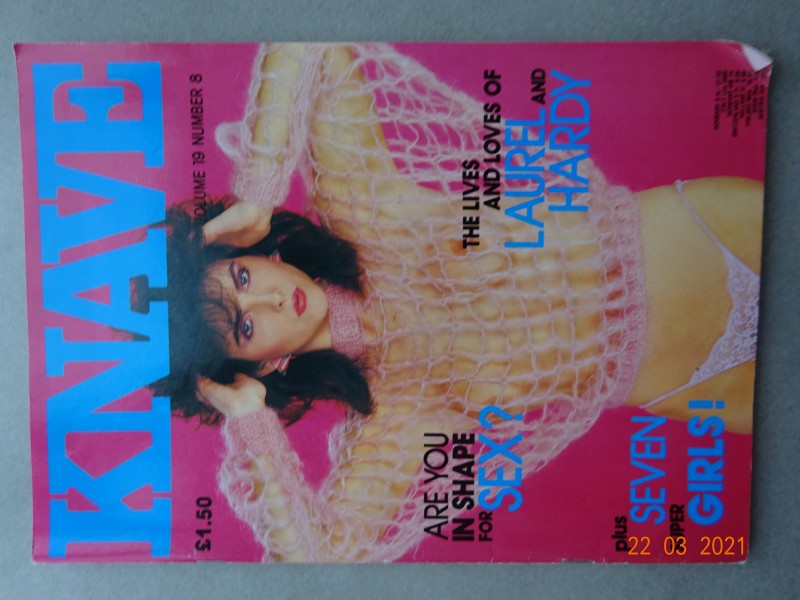 KNAVE
VOLUME 19 NUMBER 8
£1.50
THE LIVES
AND LOVES OF
LAUREL AND
HARDY
ARE YOU
IN SHAPE
FOR SEX?
plus
SEVEN
GIRLS!
22 03 2021